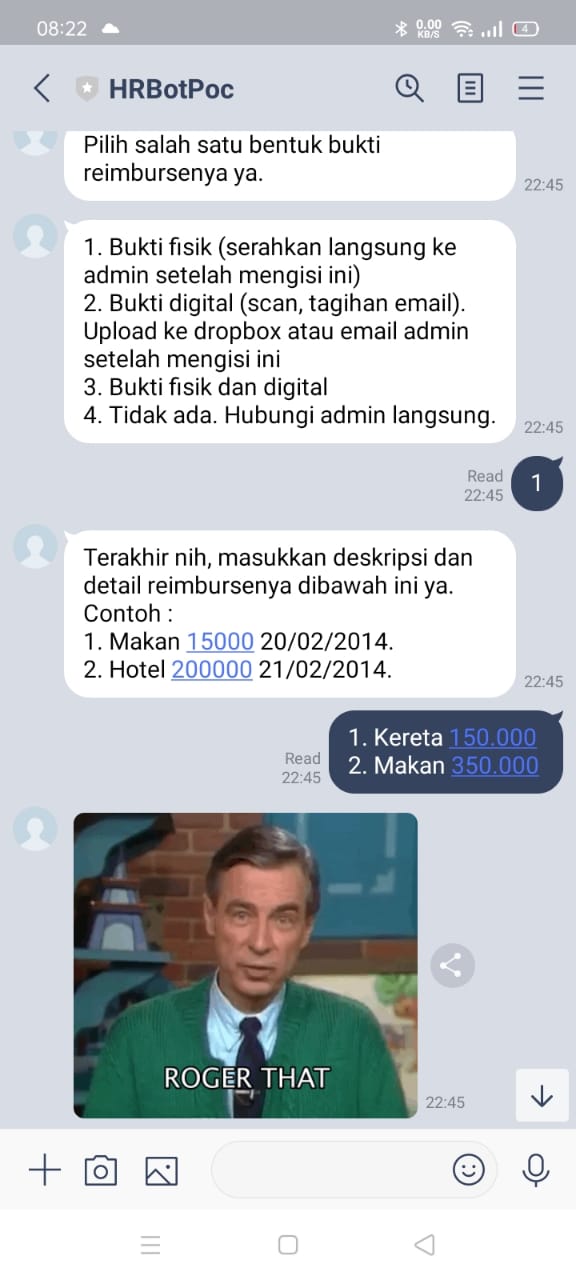 08:22
0.00
KB/S
4
HRBotPoc
Pilih salah satu bentuk bukti
reimbursenya ya.
22:45
1. Bukti fisik (serahkan langsung ke
admin setelah mengisi ini)
2. Bukti digital (scan, tagihan email).
Upload ke dropbox atau email admin
setelah mengisi ini
3. Bukti fisik dan digital
4. Tidak ada. Hubungi admin langsung.
22:45
Read
22:45
1
Terakhir nih, masukkan deskripsi dan
detail reimbursenya dibawah ini ya.
Contoh :
1. Makan 15000 20/02/2014.
2. Hotel 200000 21/02/2014.
22:45
1. Kereta 150.000
2. Makan 350.000
Read
22:45
ROGER THAT
22:45